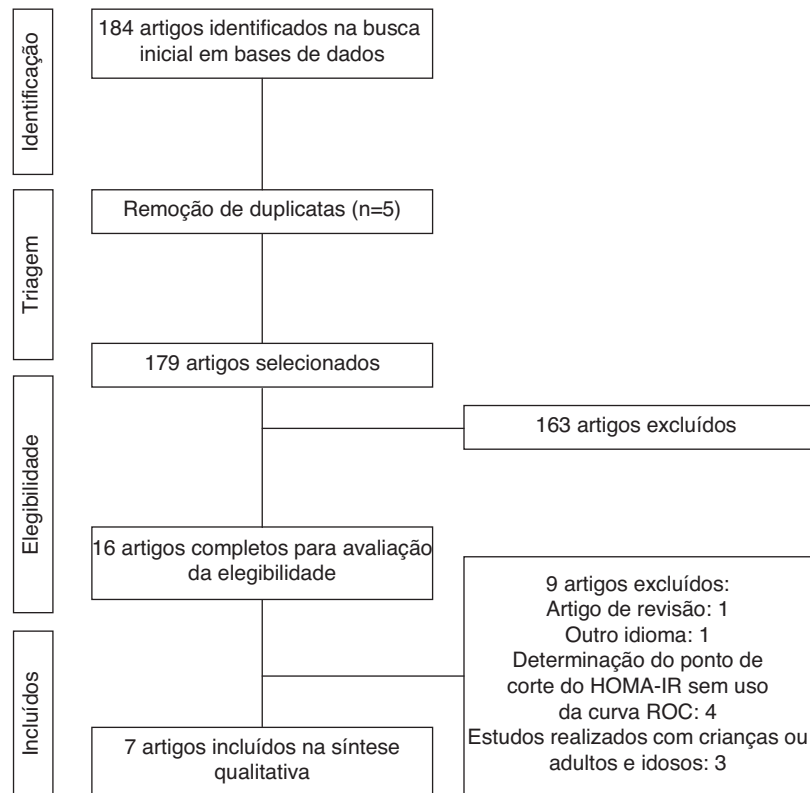 Identificação
184 artigos identificados na busca
inicial em bases de dados
Triagem
Remoção de duplicatas (n=5)
179 artigos selecionados
Elegibilidade
163 artigos excluídos
16 artigos completos para avaliação
da elegibilidade
9 artigos excluídos:
Artigo de revisão: 1
Outro idioma: 1
Determinação do ponto de
corte do HOMA-IR sem uso
da curva ROC: 4
Estudos realizados com crianças ou
adultos e idosos: 3
Incluídos
7 artigos incluídos na síntese
qualitativa